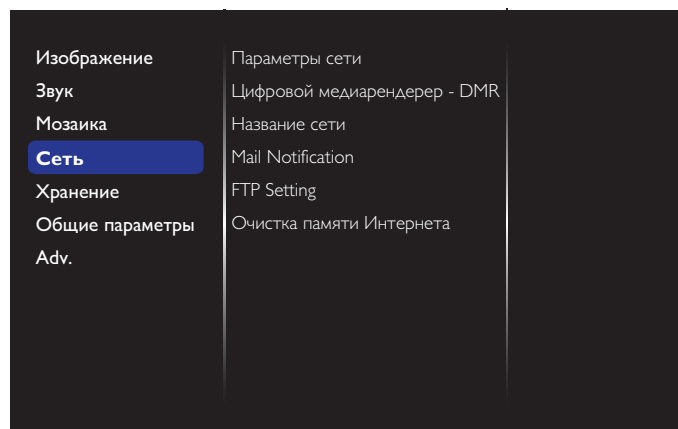 Изображение
Звук
Мозаика
Сеть
Хранение
Общие параметры
Adv.
Параметры сети
Цифровой медиарендерер - DMR
Название сети
Mail Notification
FTP Setting
Очистка памяти Интернета